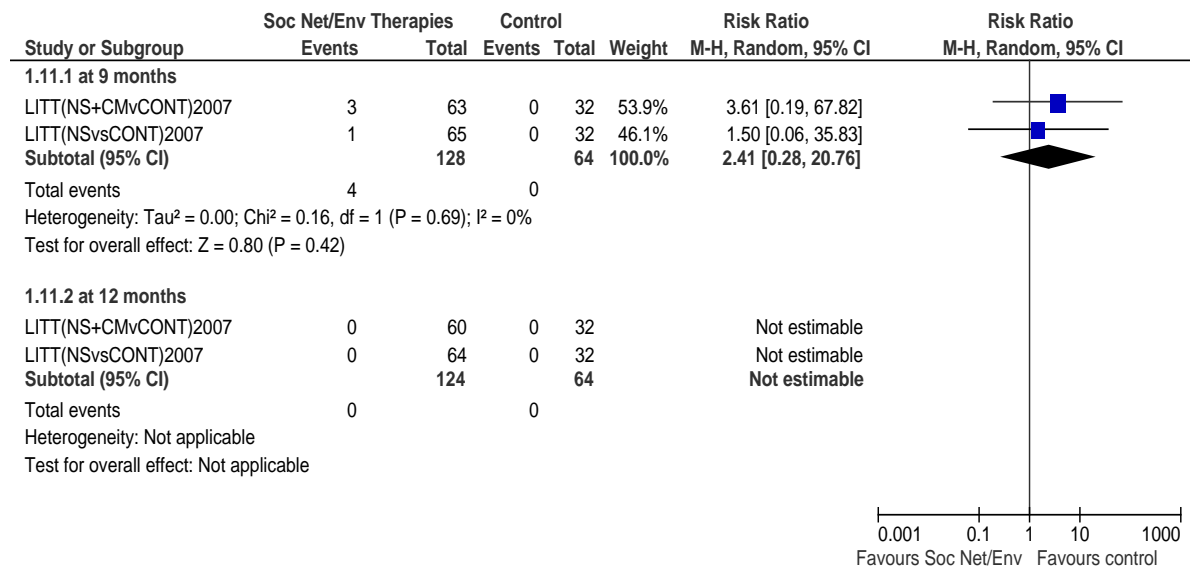 Soc Net/Env Therapies Control Risk Ratio Risk Ratio
Study or Subgroup Events Total Events Total Weight M-H, Random, 95% CI M-H, Random, 95% CI
1.11.1 at 9 months
LITT(NS+CMvCONT)2007 3 63 0 32 53.9% 3.61 [0.19, 67.82]
LITT(NSvsCONT)2007 1 65 0 32 46.1% 1.50 [0.06, 35.83]
Subtotal (95% CI) 128 64 100.0% 2.41 [0.28, 20.76]
Total events 4 0
Heterogeneity: Tau² = 0.00; Chi² = 0.16, df = 1 (P = 0.69); I² = 0%
Test for overall effect: Z = 0.80 (P = 0.42)
1.11.2 at 12 months
LITT(NS+CMvCONT)2007 0 60 0 32 Not estimable
LITT(NSvsCONT)2007 0 64 0 32 Not estimable
Subtotal (95% CI) 124 64 Not estimable
Total events 0 0
Heterogeneity: Not applicable
Test for overall effect: Not applicable
0.001 0.1 1 10 1000
Favours Soc Net/Env Favours control